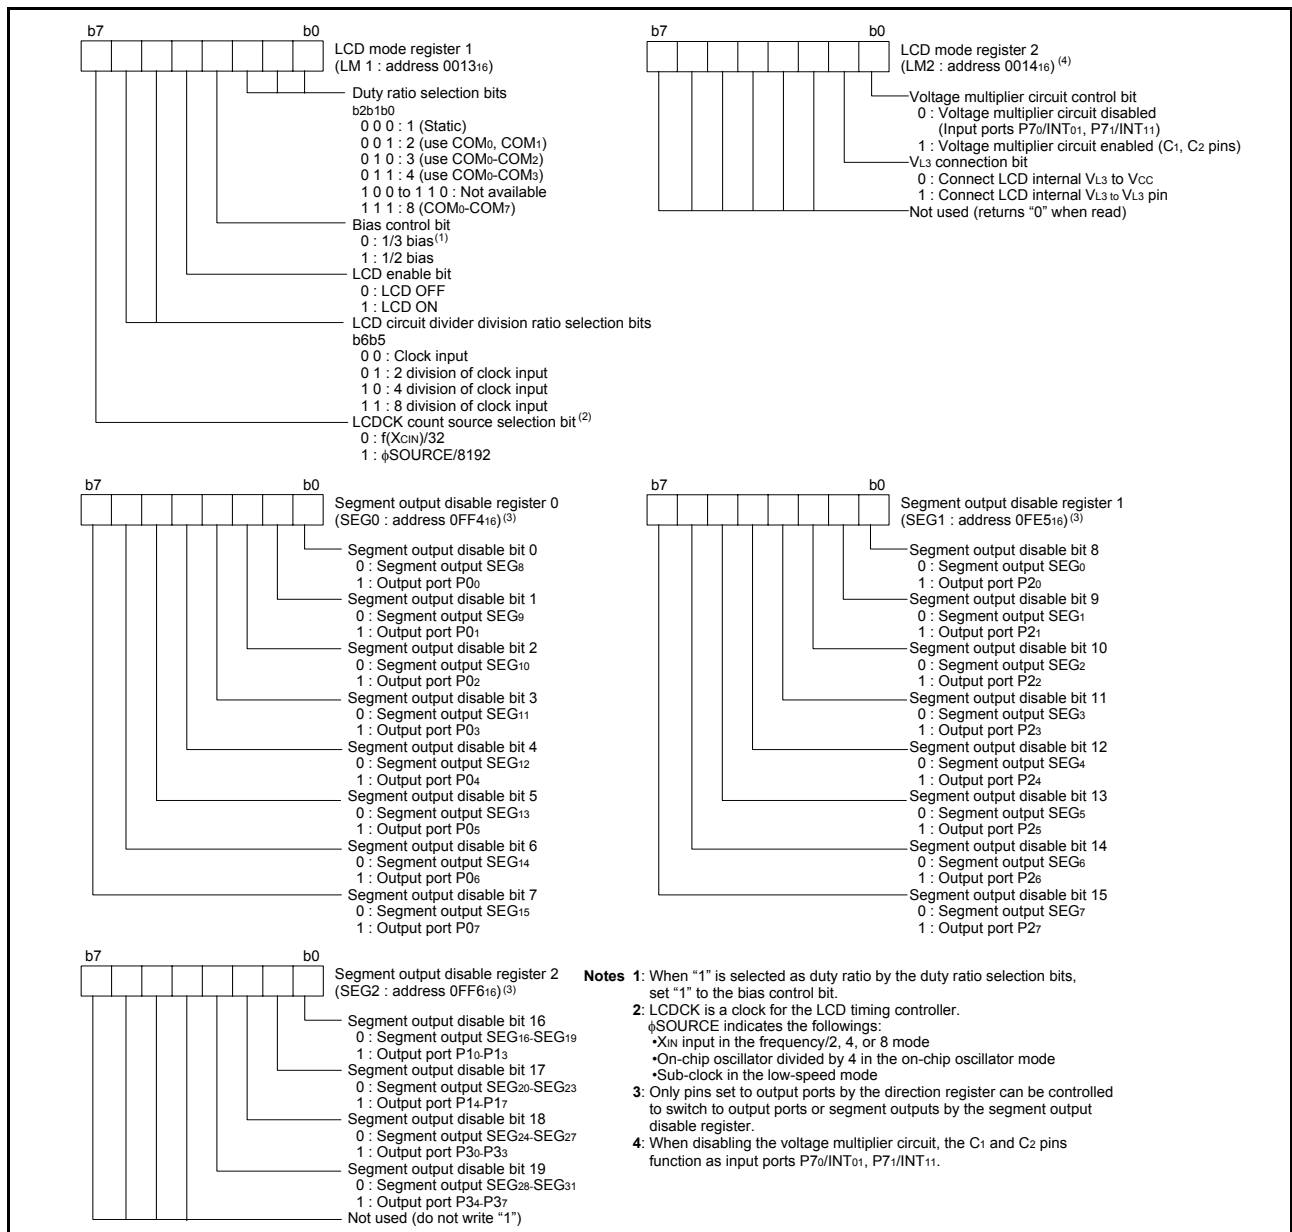 b7 b0
LCD mode register 1
(LM 1 : address 001316)
Duty ratio selection bits
b2b1b0
0 0 0 : 1 (Static)
0 0 1 : 2 (use COM0, COM1)
0 1 0 : 3 (use COM0-COM2)
0 1 1 : 4 (use COM0-COM3)
1 0 0 to 1 1 0 : Not available
1 1 1 : 8 (COM0-COM7)
Bias control bit
0 : 1/3 bias(1)
1 : 1/2 bias
LCD enable bit
0 : LCD OFF
1 : LCD ON
LCD circuit divider division ratio selection bits
b6b5
0 0 : Clock input
0 1 : 2 division of clock input
1 0 : 4 division of clock input
1 1 : 8 division of clock input
LCDCK count source selection bit (2)
0 : f(XCIN)/32
1 : ϕSOURCE/8192
b7 b0
LCD mode register 2
(LM2 : address 001416) (4)
Voltage multiplier circuit control bit
0 : Voltage multiplier circuit disabled
(Input ports P70/INT01, P71/INT11)
1 : Voltage multiplier circuit enabled (C1, C2 pins)
VL3 connection bit
0 : Connect LCD internal VL3 to VCC
1 : Connect LCD internal VL3 to VL3 pin
Not used (returns “0” when read)
b7 b0
Segment output disable register 0
(SEG0 : address 0FF416) (3)
Segment output disable bit 0
0 : Segment output SEG8
1 : Output port P00
Segment output disable bit 1
0 : Segment output SEG9
1 : Output port P01
Segment output disable bit 2
0 : Segment output SEG10
1 : Output port P02
Segment output disable bit 3
0 : Segment output SEG11
1 : Output port P03
Segment output disable bit 4
0 : Segment output SEG12
1 : Output port P04
Segment output disable bit 5
0 : Segment output SEG13
1 : Output port P05
Segment output disable bit 6
0 : Segment output SEG14
1 : Output port P06
Segment output disable bit 7
0 : Segment output SEG15
1 : Output port P07
b7 b0
Segment output disable register 1
(SEG1 : address 0FE516) (3)
Segment output disable bit 8
0 : Segment output SEG0
1 : Output port P20
Segment output disable bit 9
0 : Segment output SEG1
1 : Output port P21
Segment output disable bit 10
0 : Segment output SEG2
1 : Output port P22
Segment output disable bit 11
0 : Segment output SEG3
1 : Output port P23
Segment output disable bit 12
0 : Segment output SEG4
1 : Output port P24
Segment output disable bit 13
0 : Segment output SEG5
1 : Output port P25
Segment output disable bit 14
0 : Segment output SEG6
1 : Output port P26
Segment output disable bit 15
0 : Segment output SEG7
1 : Output port P27
b7 b0
Segment output disable register 2
(SEG2 : address 0FF616) (3)
Segment output disable bit 16
0 : Segment output SEG16-SEG19
1 : Output port P10-P13
Segment output disable bit 17
0 : Segment output SEG20-SEG23
1 : Output port P14-P17
Segment output disable bit 18
0 : Segment output SEG24-SEG27
1 : Output port P30-P33
Segment output disable bit 19
0 : Segment output SEG28-SEG31
1 : Output port P34-P37
Not used (do not write “1”)
Notes 1: When “1” is selected as duty ratio by the duty ratio selection bits,
set “1” to the bias control bit.
2: LCDCK is a clock for the LCD timing controller.
ϕSOURCE indicates the followings:
•XIN input in the frequency/2, 4, or 8 mode
•On-chip oscillator divided by 4 in the on-chip oscillator mode
•Sub-clock in the low-speed mode
3: Only pins set to output ports by the direction register can be controlled
to switch to output ports or segment outputs by the segment output
disable register.
4: When disabling the voltage multiplier circuit, the C1 and C2 pins
function as input ports P70/INT01, P71/INT11.